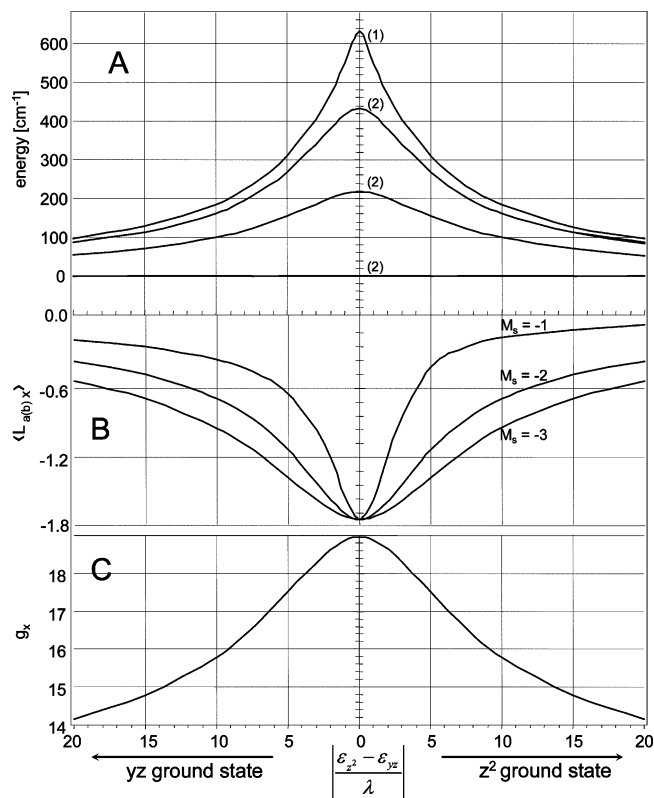 A
energy [cm⁻¹]
600
500
400
300
200
100
0
(1)
(2)
(2)
(2)
B
⟨L a(b) x⟩
0.0
-0.6
-1.2
-1.8
Mₛ = -1
Mₛ = -2
Mₛ = -3
C
gₓ
18
17
16
15
14
20 15 10 5 0 5 10 15 20
yz ground state
|ε_z² − ε_yz / λ|
z² ground state